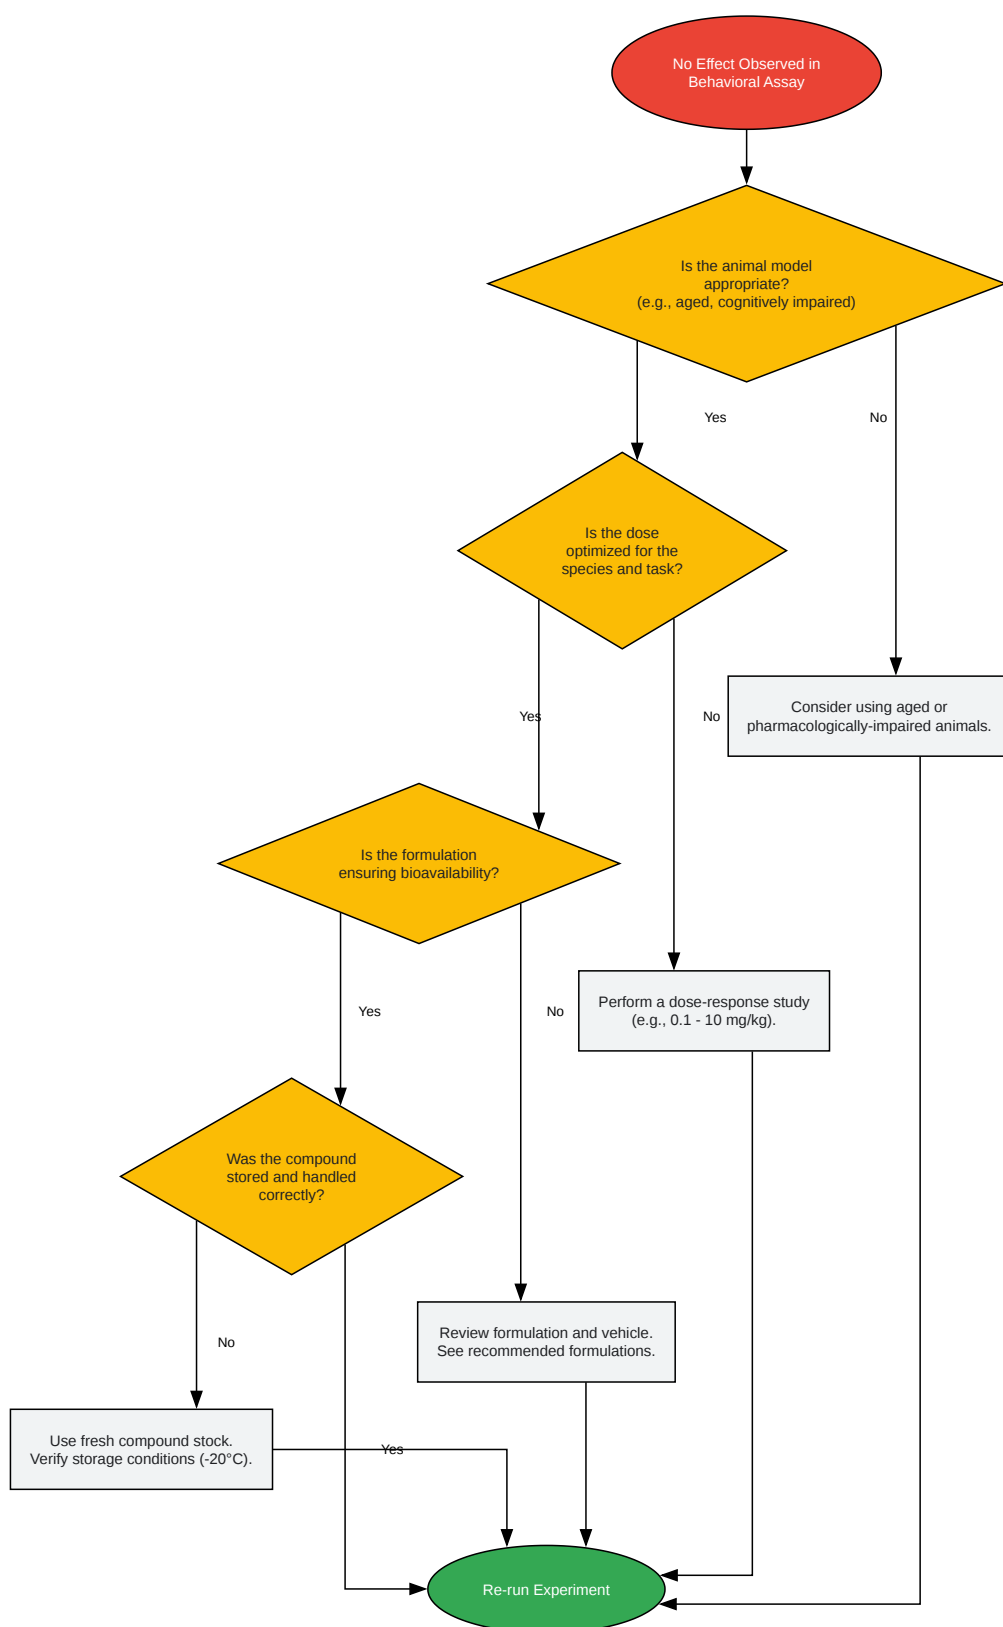 No Effect Observed in
Behavioral Assay
Is the animal model
appropriate?
(e.g., aged, cognitively impaired)
Yes
No
Is the dose
optimized for the
species and task?
Yes
No
Consider using aged or
pharmacologically-impaired animals.
Is the formulation
ensuring bioavailability?
Yes
No
Perform a dose-response study
(e.g., 0.1 - 10 mg/kg).
Was the compound
stored and handled
correctly?
No
Review formulation and vehicle.
See recommended formulations.
Use fresh compound stock.
Verify storage conditions (-20°C).
Yes
Re-run Experiment